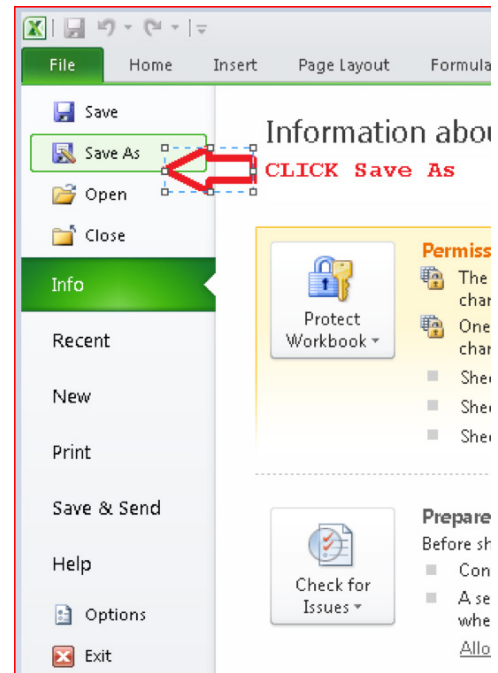 File Home Insert Page Layout Formula
Save
Save As
Open
Close
Info
Recent
New
Print
Save & Send
Help
Options
Exit
Information abou
CLICK Save As
Protect
Workbook
Permiss
The
char
One
char
Shee
Shee
Shee
Check for
Issues
Prepare
Before sh
Con
A se
whe
Allo